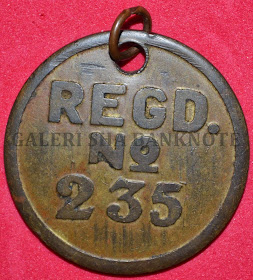 REGD.
GALERI SHA BANKNOTE
Nº
235